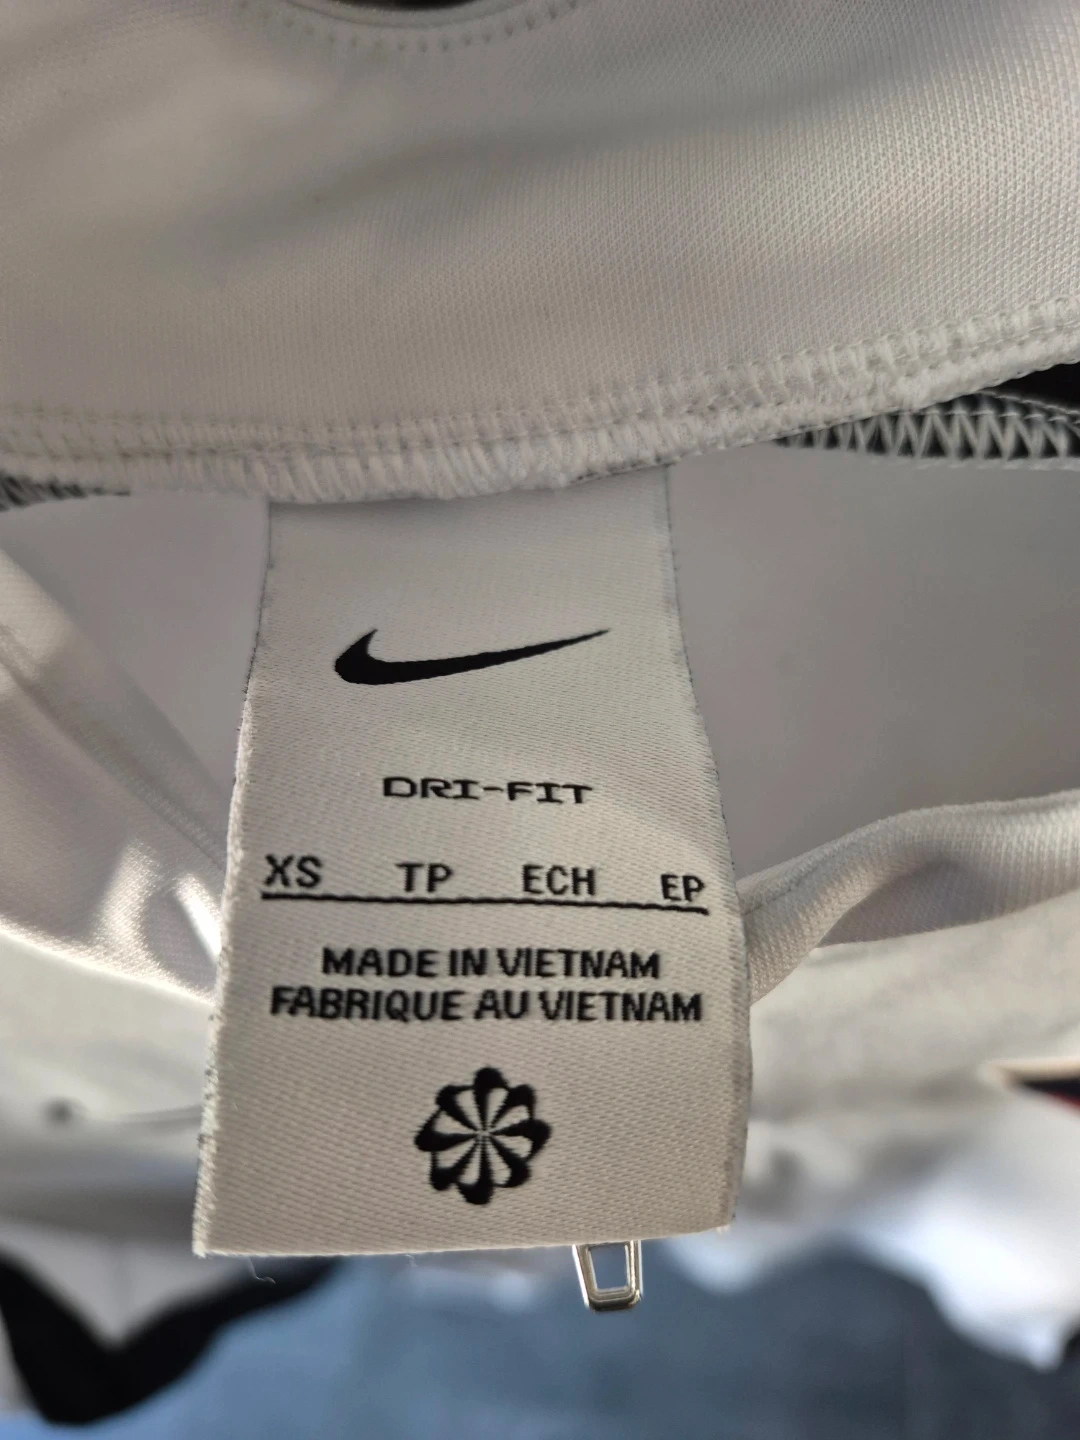 DRI-FIT
XS TP ECH EP
MADE IN VIETNAM
FABRIQUE AU VIETNAM